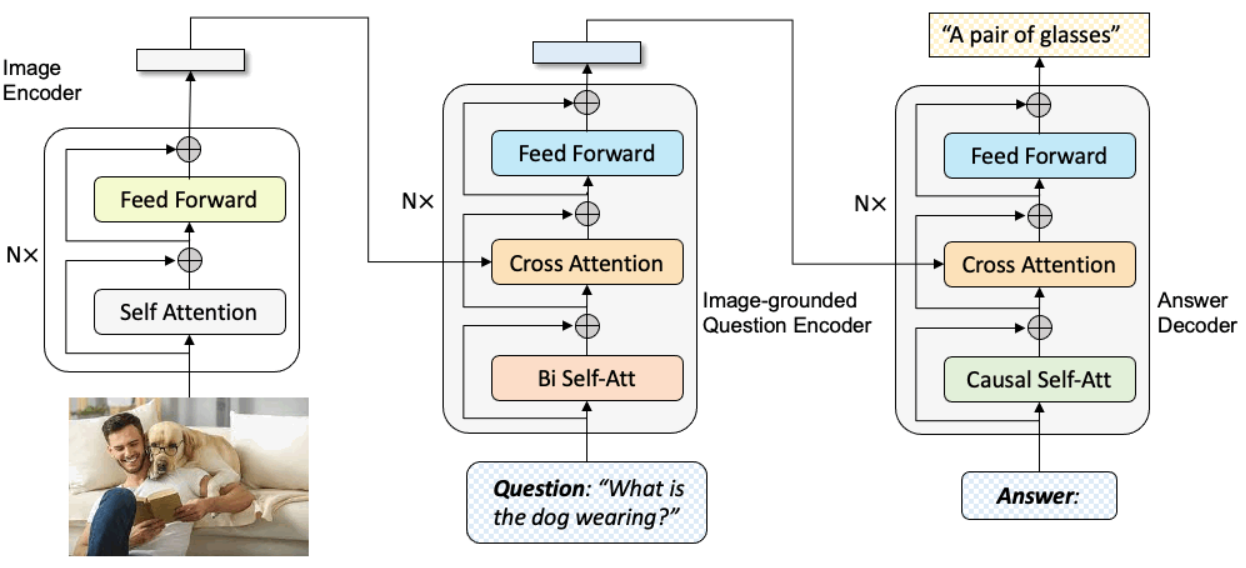 Image
Encoder
N×
Feed Forward
Self Attention
N×
Feed Forward
Cross Attention
Bi Self-Att
Image-grounded
Question Encoder
Question: “What is
the dog wearing?”
“A pair of glasses”
N×
Feed Forward
Cross Attention
Causal Self-Att
Answer
Decoder
Answer: